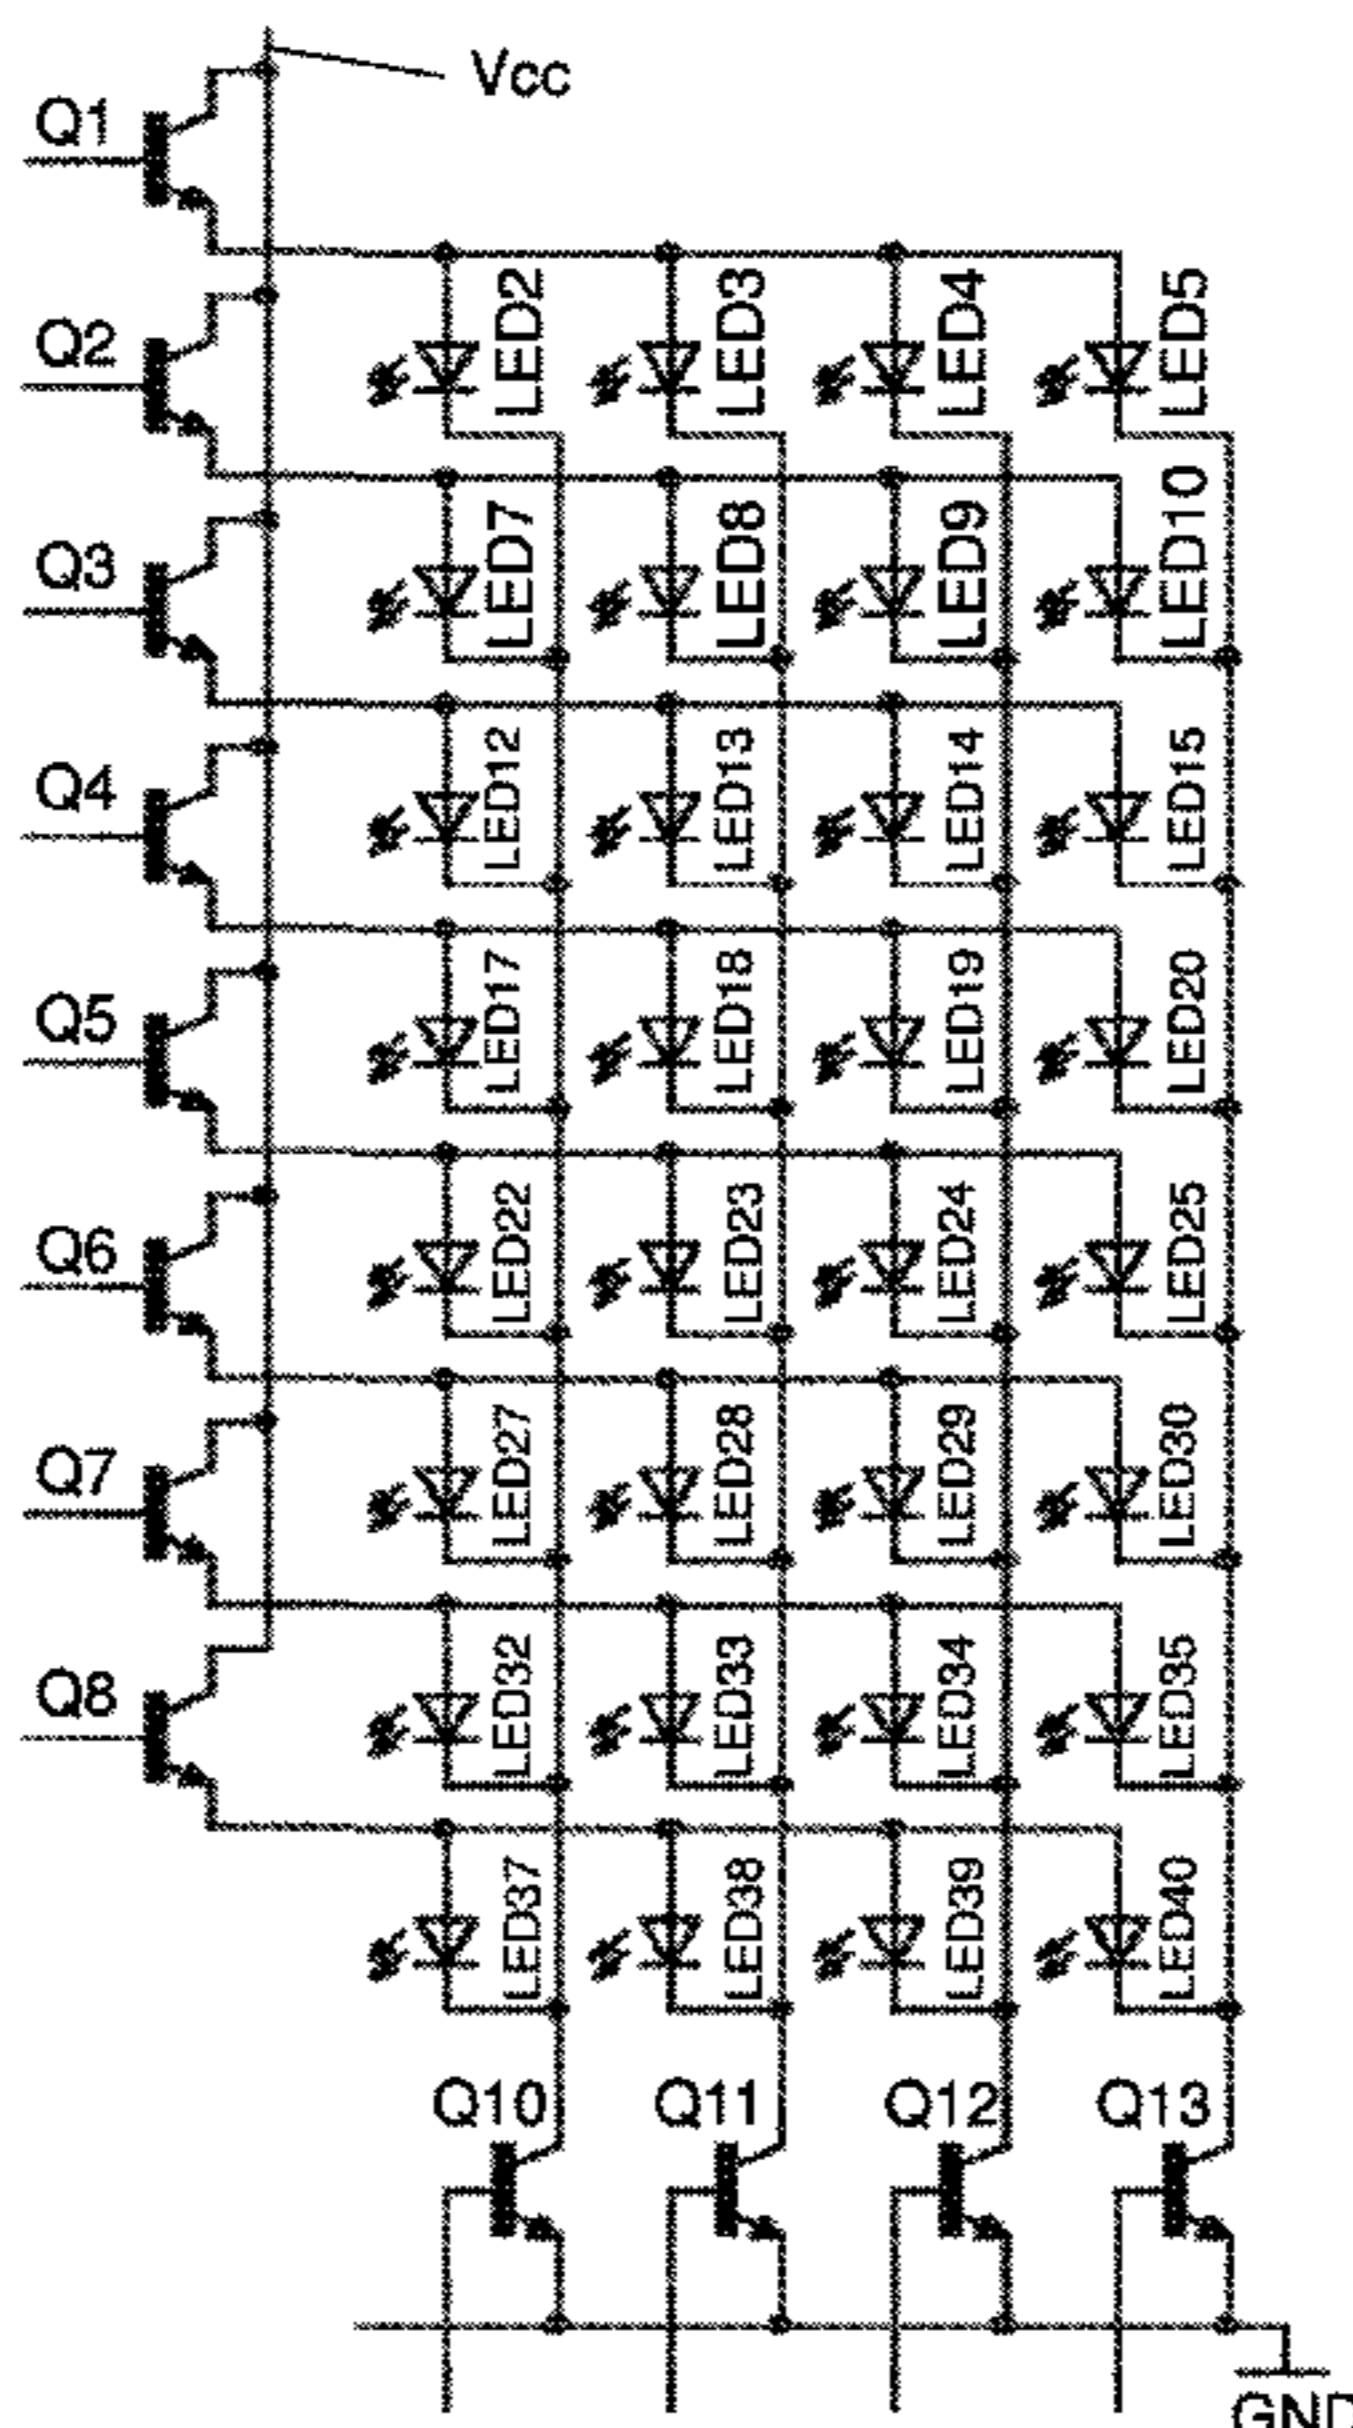 Vcc
Q1
LED2 LED3 LED4 LED5
Q2
LED7 LED8 LED9 LED10
Q3
LED12 LED13 LED14 LED15
Q4
LED17 LED18 LED19 LED20
Q5
LED22 LED23 LED24 LED25
Q6
LED27 LED28 LED29 LED30
Q7
LED32 LED33 LED34 LED35
Q8
LED37 LED38 LED39 LED40
Q10 Q11 Q12 Q13
GND